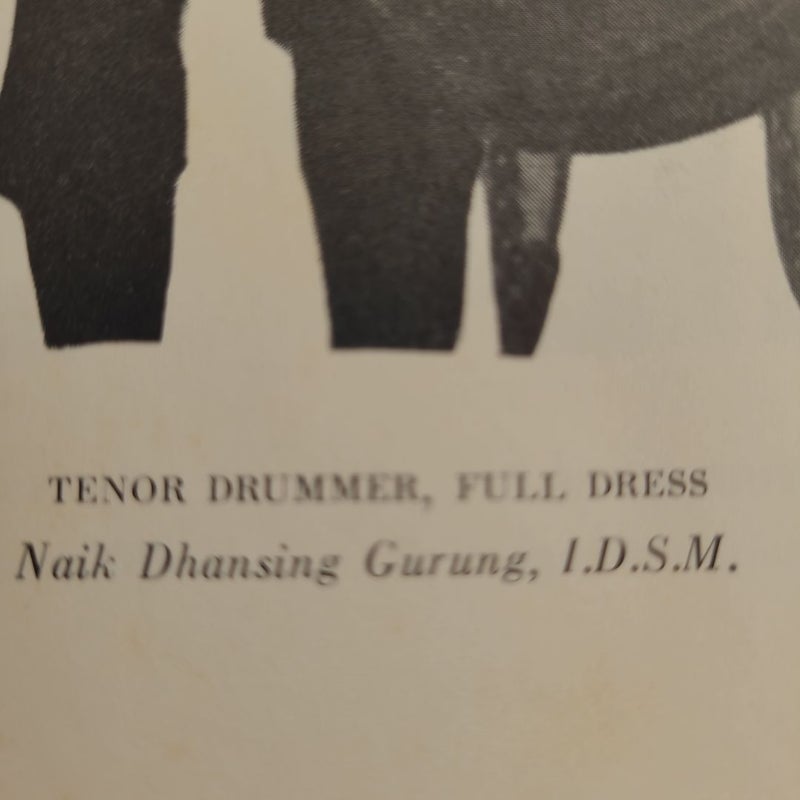 TENOR DRUMMER, FULL DRESS
Naik Dhansing Gurung, I.D.S.M.